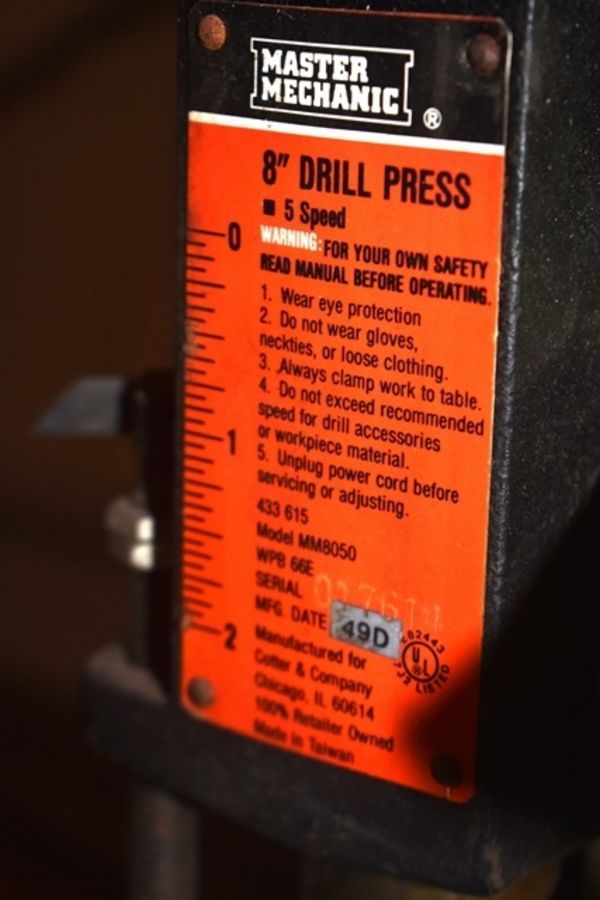 MASTER
MECHANIC®
8" DRILL PRESS
■ 5 Speed
WARNING: FOR YOUR OWN SAFETY
READ MANUAL BEFORE OPERATING.
1. Wear eye protection
2. Do not wear gloves,
neckties, or loose clothing.
3. Always clamp work to table.
4. Do not exceed recommended
speed for drill accessories
or workpiece material.
5. Unplug power cord before
servicing or adjusting.
433 615
Model MM8050
WPB 66E
SERIAL
MFG. DATE 49D
Manufactured for
Cotter & Company
Chicago, IL 60614
100% Retailer Owned
Made in Taiwan
0
1
2
UL
LISTED